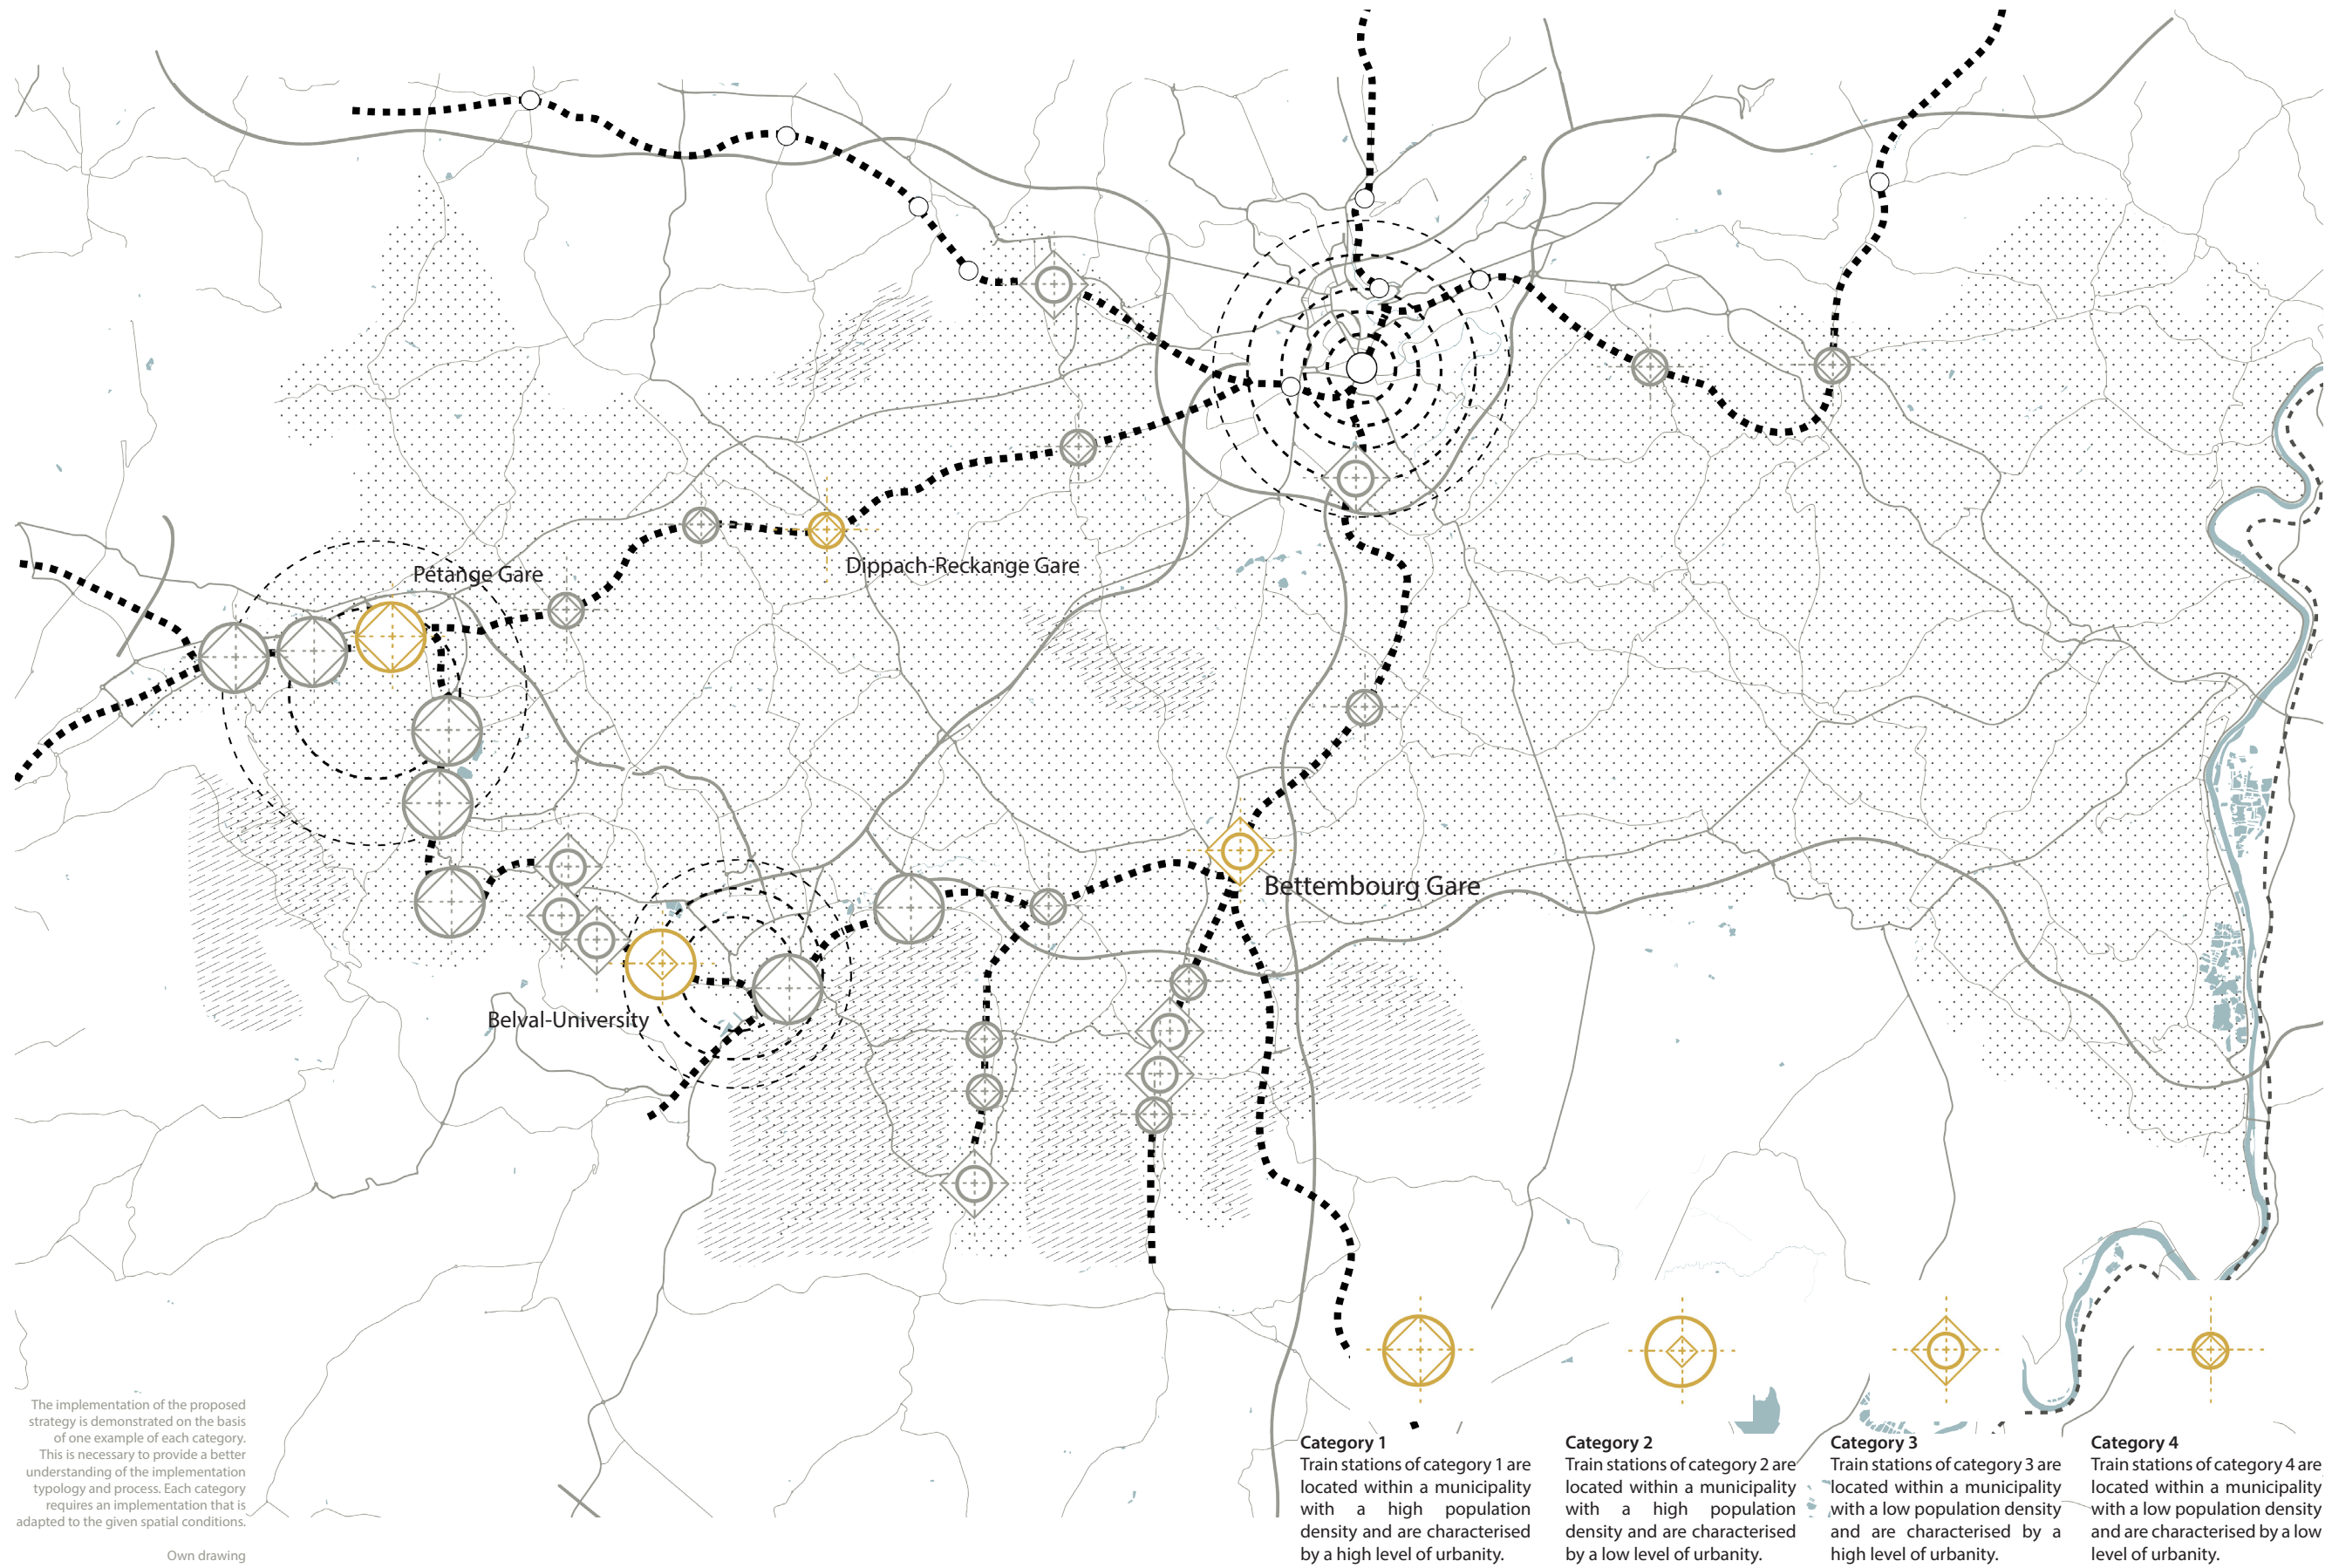 Pétange Gare
Dippach-Reckange Gare
Bettembourg Gare
Belval-University
The implementation of the proposed
strategy is demonstrated on the basis
of one example of each category.
This is necessary to provide a better
understanding of the implementation
typology and process. Each category
requires an implementation that is
adapted to the given spatial conditions.
Own drawing
Category 1
Train stations of category 1 are
located within a municipality
with a high population
density and are characterised
by a high level of urbanity.
Category 2
Train stations of category 2 are
located within a municipality
with a high population
density and are characterised
by a low level of urbanity.
Category 3
Train stations of category 3 are
located within a municipality
with a low population density
and are characterised by a
high level of urbanity.
Category 4
Train stations of category 4 are
located within a municipality
with a low population density
and are characterised by a low
level of urbanity.